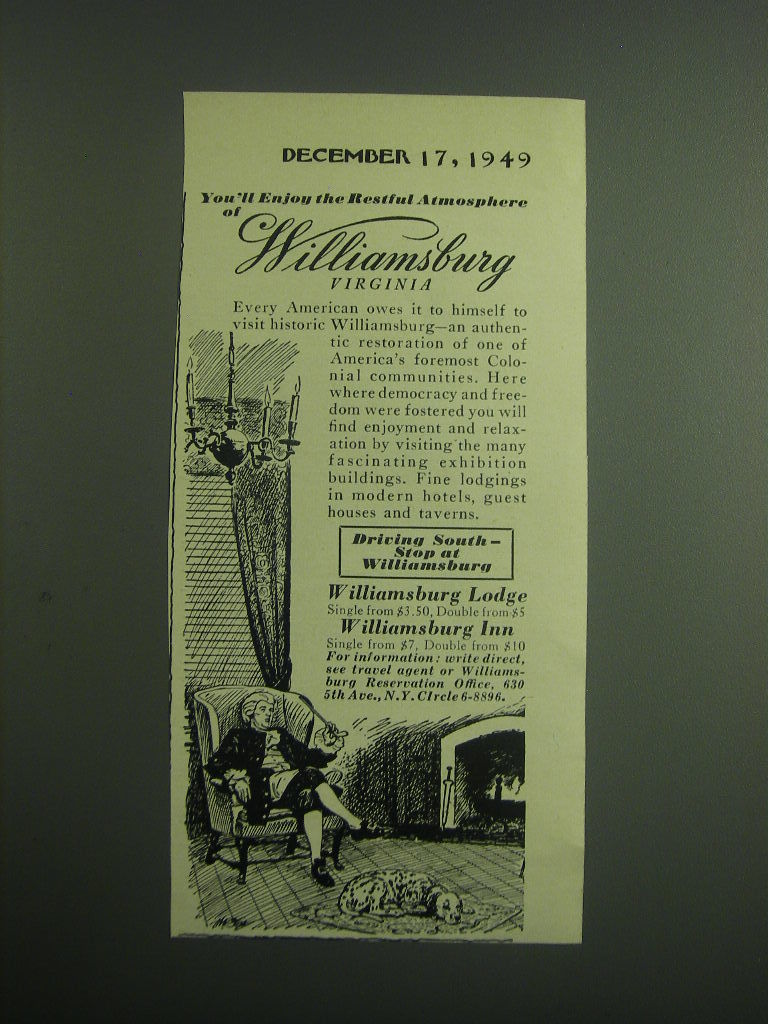 DECEMBER 17, 1949
You'll Enjoy the Restful Atmosphere
of
Williamsburg
VIRGINIA
Every American owes it to himself to
visit historic Williamsburg—an authen-
tic restoration of one of
America's foremost Colo-
nial communities. Here
where democracy and free-
dom were fostered you will
find enjoyment and relax-
ation by visiting the many
fascinating exhibition
buildings. Fine lodgings
in modern hotels, guest
houses and taverns.
Driving South—
Stop at
Williamsburg
Williamsburg Lodge
Single from $3.50, Double from $5
Williamsburg Inn
Single from $7, Double from $10
For information: write direct,
see travel agent or Williams-
burg Reservation Office, 630
5th Ave., N.Y. CIrcle 6-8896.